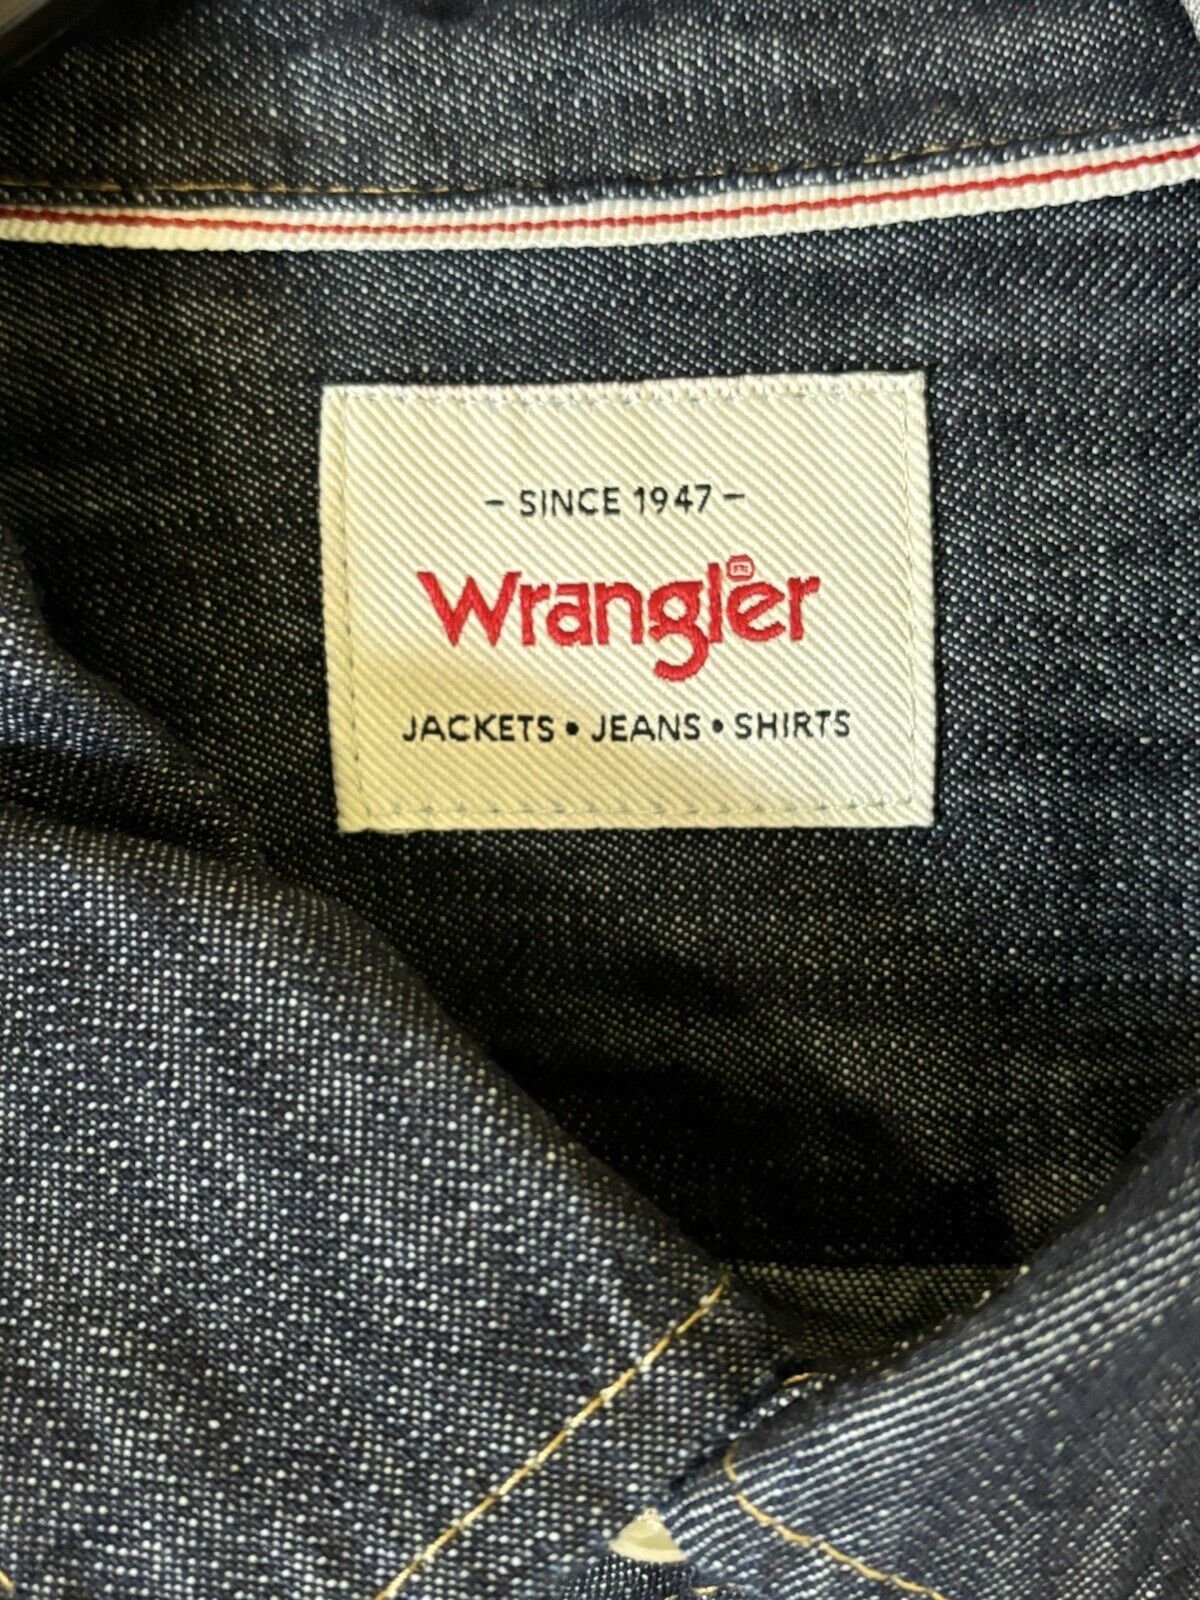 - SINCE 1947 -
Wrangler
JACKETS • JEANS • SHIRTS